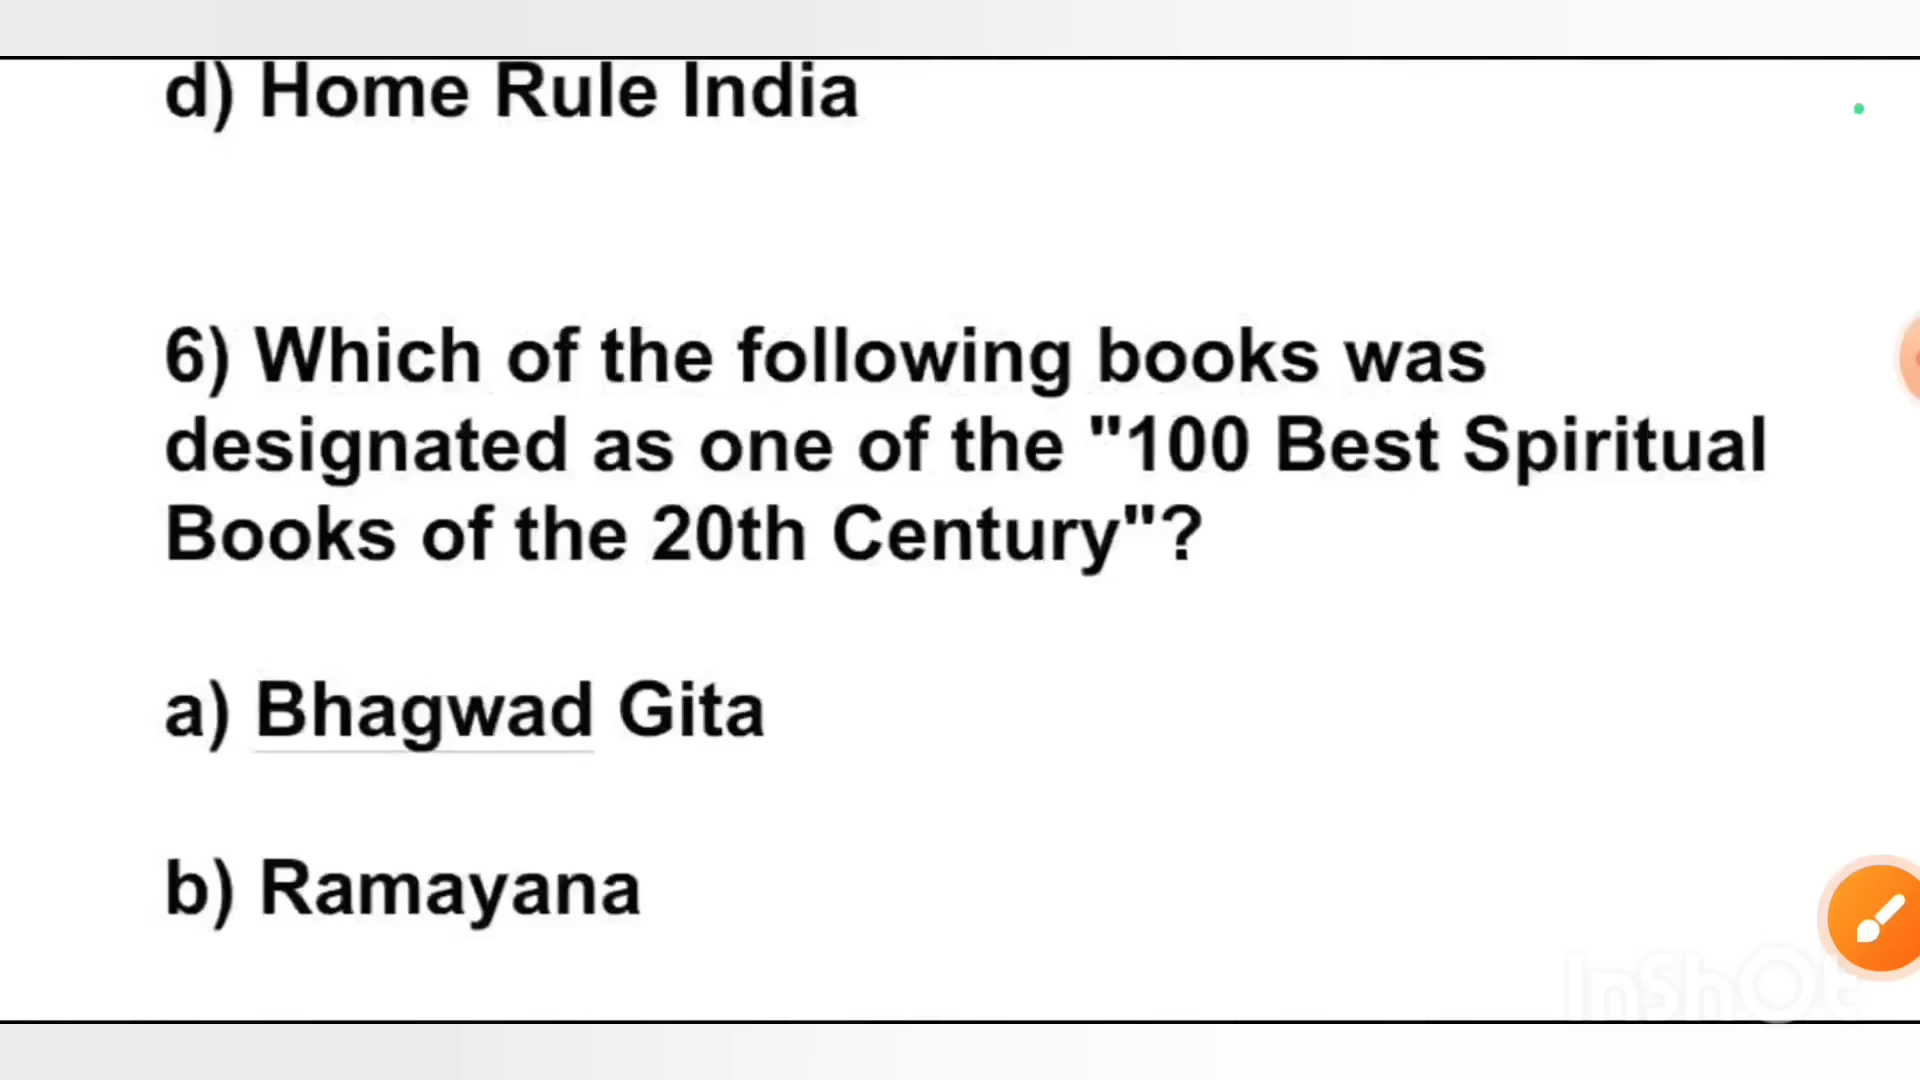 d) Home Rule India
6) Which of the following books was
designated as one of the "100 Best Spiritual
Books of the 20th Century"?
a) Bhagwad Gita
b) Ramayana
InShOt